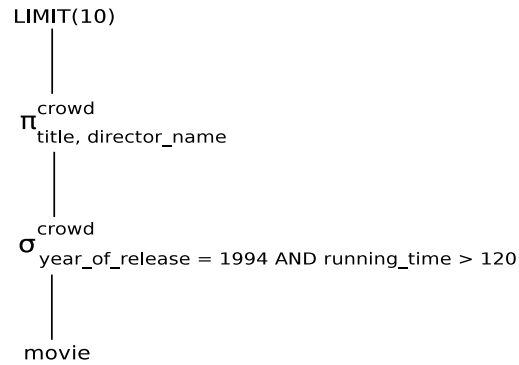 LIMIT(10)
π crowd
title, director_name
σ crowd
year_of_release = 1994 AND running_time > 120
movie